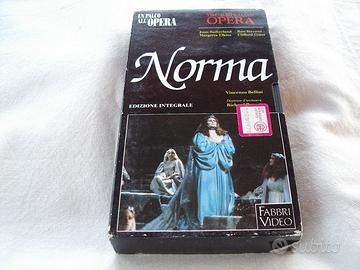 UN PALCO
ALL'OPERA
OPERA
Joan Sutherland
Margreta Elkins
Ron Stevens
Clifford Grant
Norma
Vincenzo Bellini
EDIZIONE INTEGRALE
Direttore d'orchestra
FABBRI
VIDEO
subito